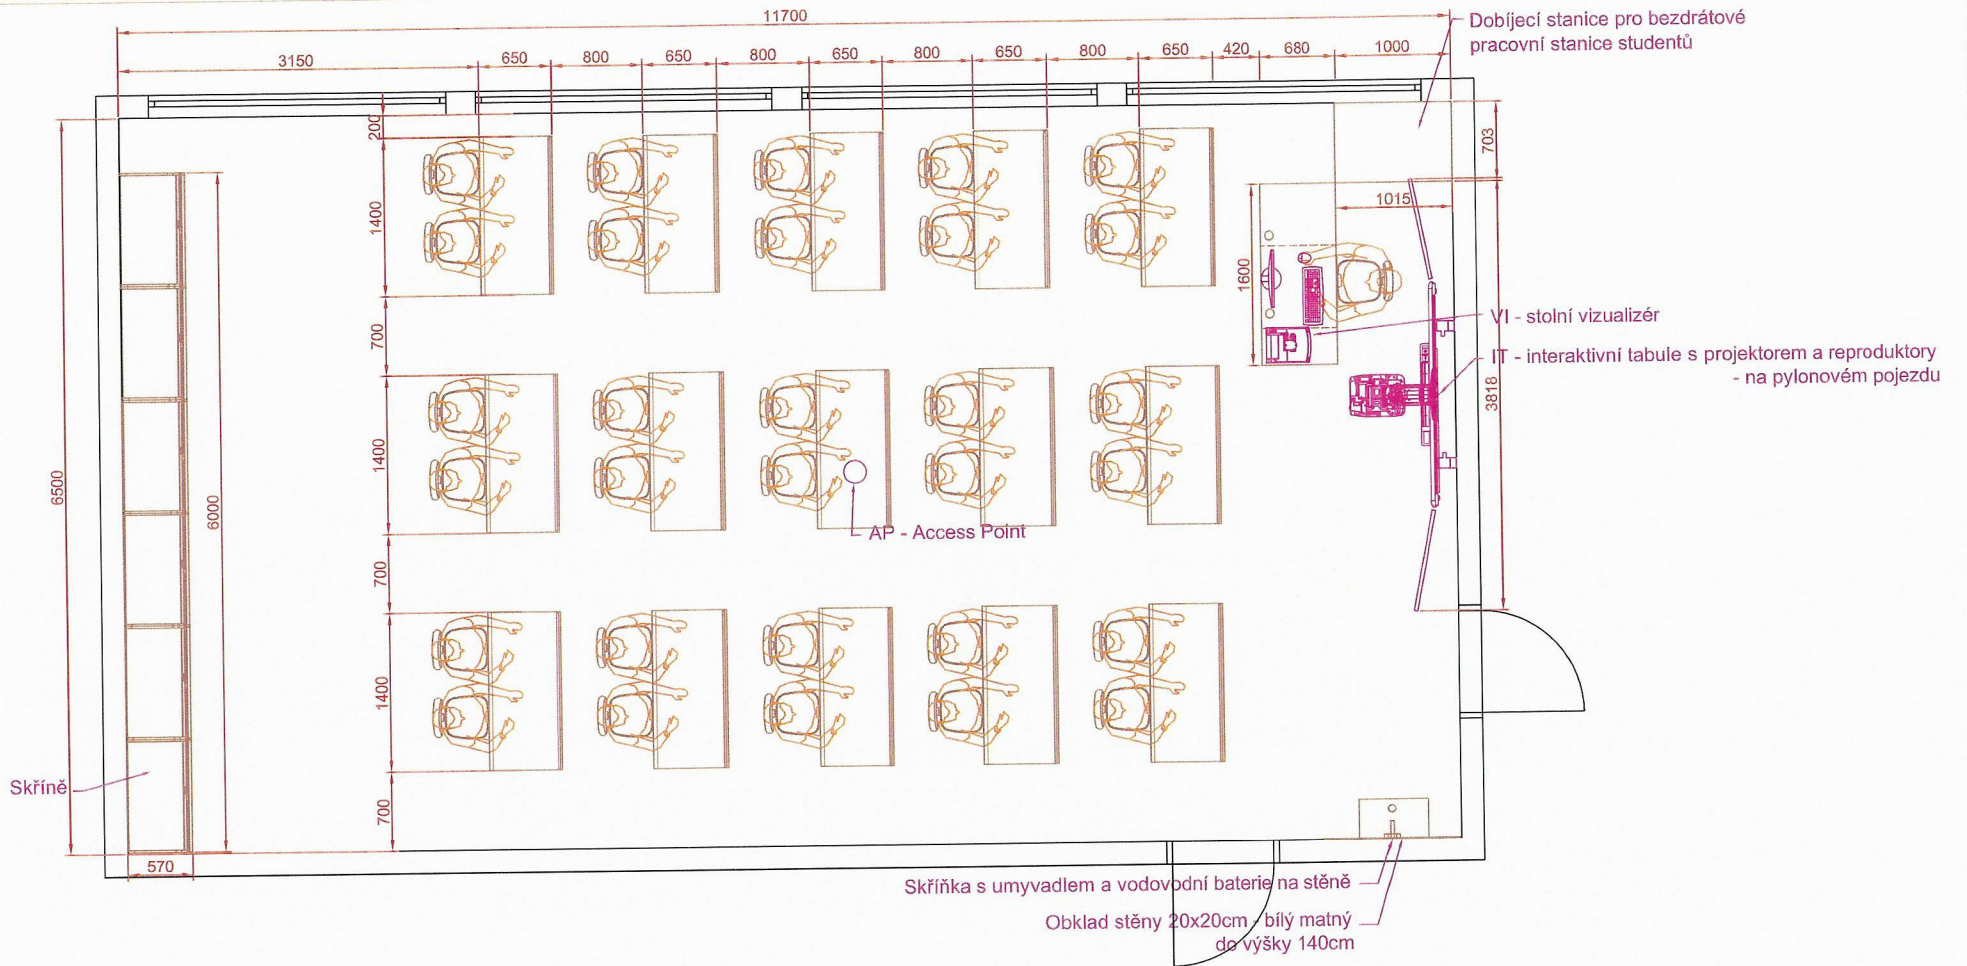 11700
Dobíjecí stanice pro bezdrátové
pracovní stanice studentů
3150
650
800
650
800
650
800
650
800
650
420
680
1000
200
703
1400
1015
1600
700
VI - stolní vizualizér
IT - interaktivní tabule s projektorem a reproduktory
- na pylonovém pojezdu
3818
1400
6500
6000
AP - Access Point
700
1400
Skříně
700
570
Skříňka s umyvadlem a vodovodní baterie na stěně
Obklad stěny 20x20cm - bílý matný
do výšky 140cm